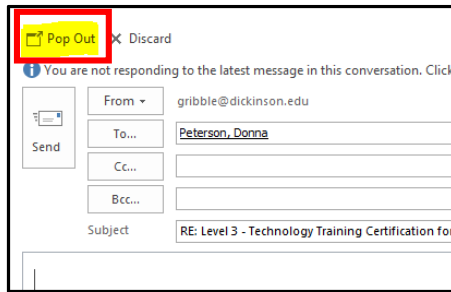 Pop Out X Discard
You are not responding to the latest message in this conversation. Click
From gribble@dickinson.edu
To... Peterson, Donna
Send
Cc...
Bcc...
Subject RE: Level 3 - Technology Training Certification for